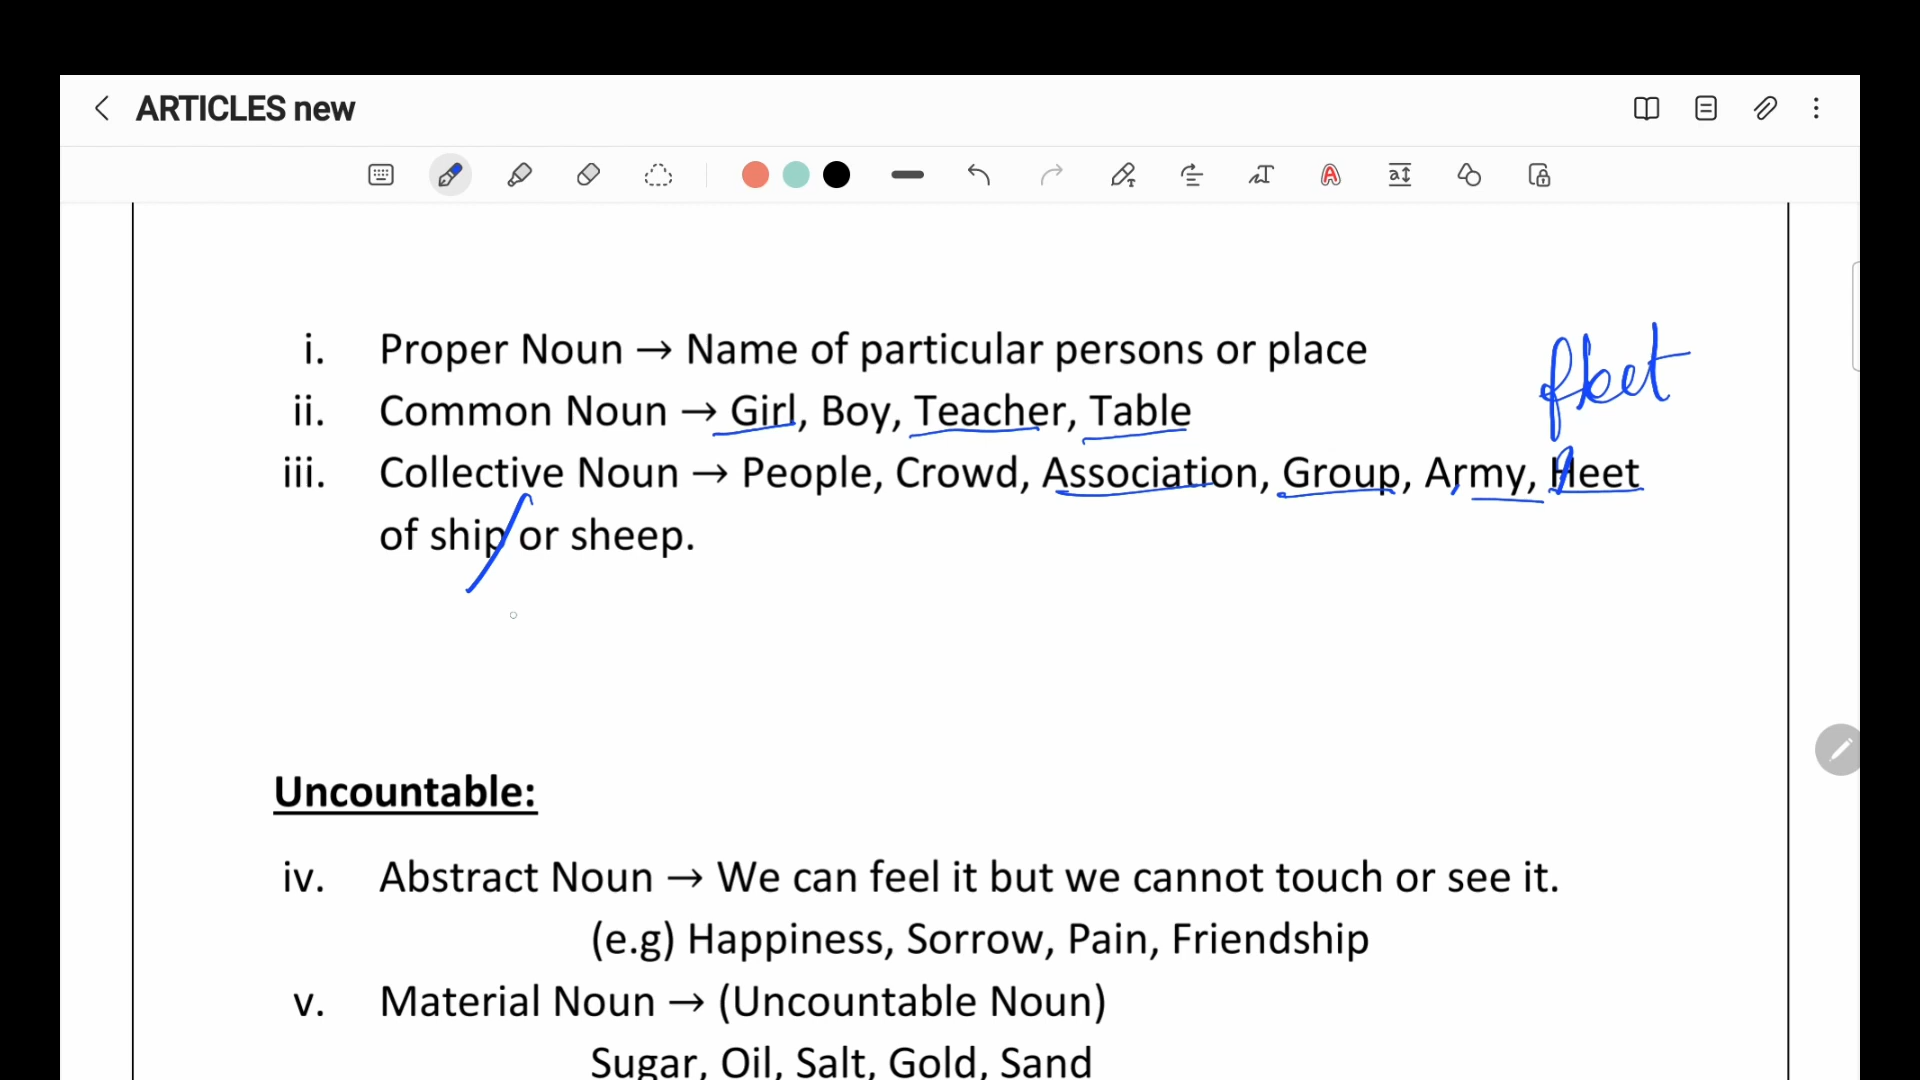 ARTICLES new
i. Proper Noun → Name of particular persons or place
ii. Common Noun → Girl, Boy, Teacher, Table
fleet
iii. Collective Noun → People, Crowd, Association, Group, Army, Heet
of ship or sheep.
Uncountable:
iv. Abstract Noun → We can feel it but we cannot touch or see it.
(e.g) Happiness, Sorrow, Pain, Friendship
v. Material Noun → (Uncountable Noun)
Sugar, Oil, Salt, Gold, Sand